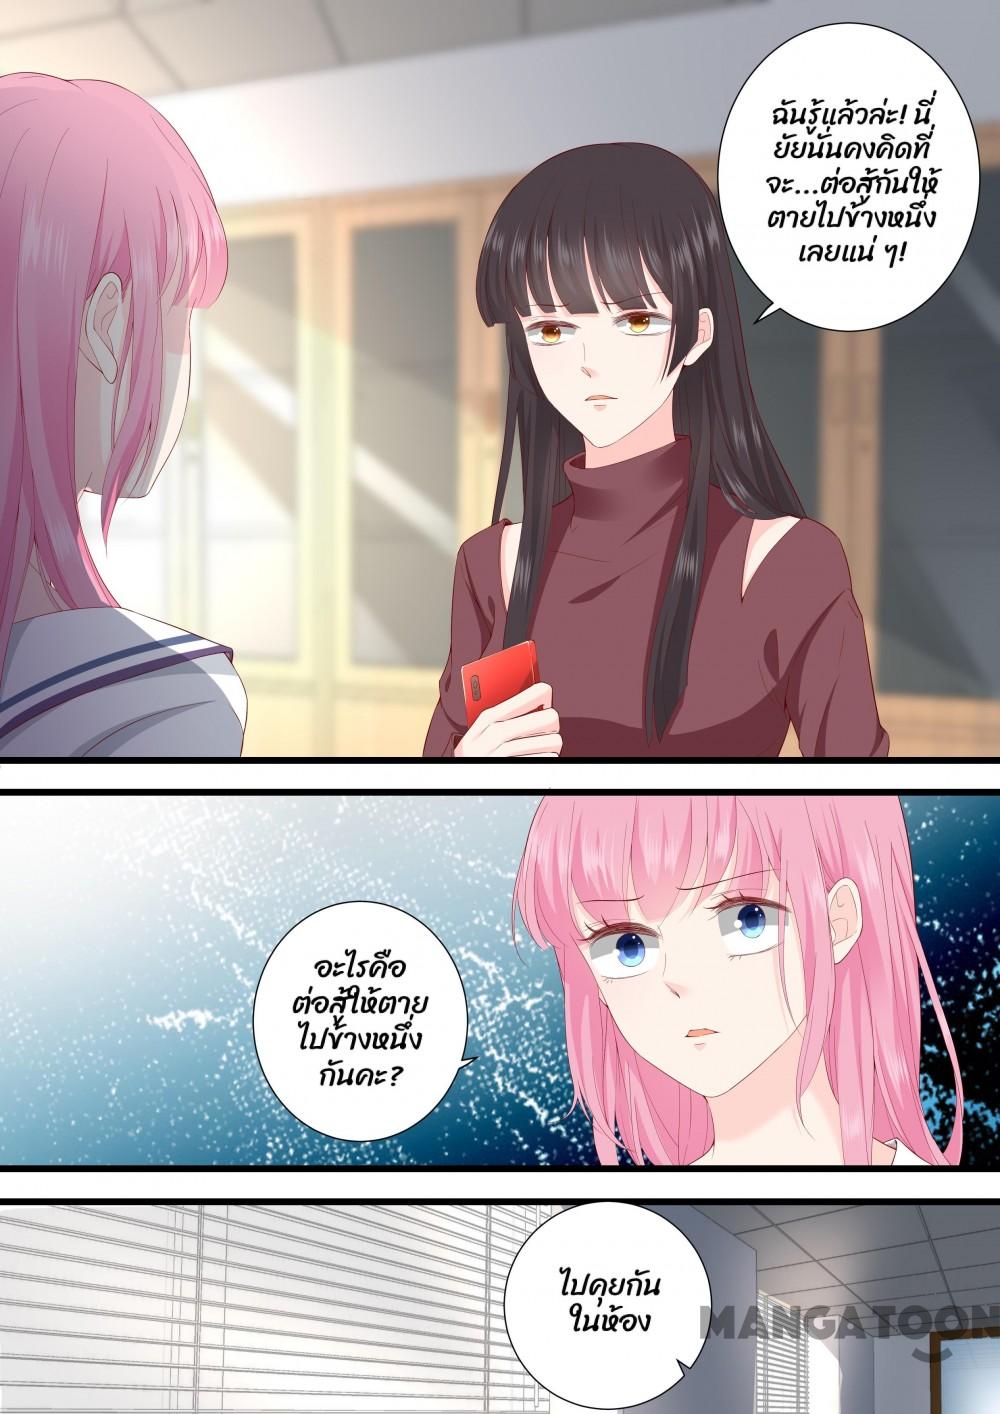 ฉันรู้แล้วล่ะ! นี่
ยัยนั่นคงคิดที่
จะ...ต่อสู้กันให้
ตายไปข้างหนึ่ง
เลยแน่ ๆ!
อะไรคือ
ต่อสู้ให้ตาย
ไปข้างหนึ่ง
กันคะ?
ไปคุยกัน
ในห้อง
MANGATOON